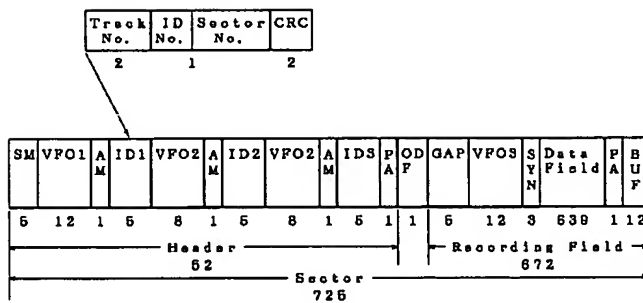 Track No. ID No. Sector No. CRC
2 1 2
SM VFO1 AM ID1 VFO2 AM ID2 VFO2 AM ID3 PA ODF GAP VFO3 SYN Data Field PA BUF
5 12 1 5 8 1 5 8 1 5 1 1 5 12 3 639 1 12
Header Recording Field
52 672
Sector
725